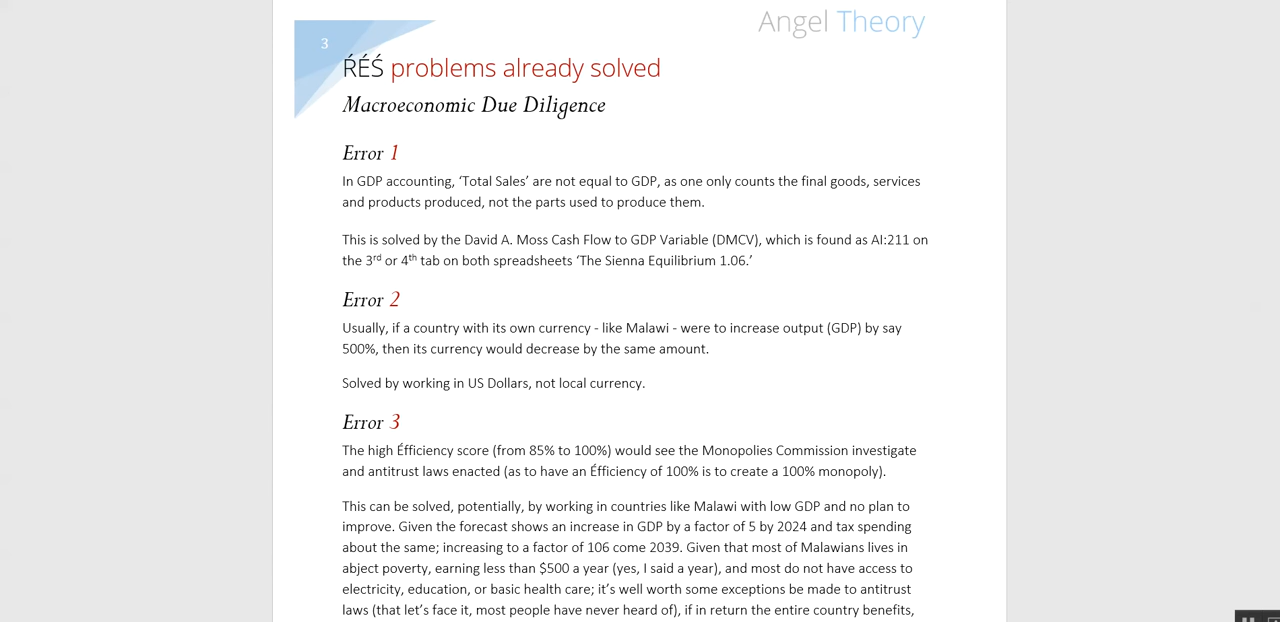 Angel Theory
3
ŔÉŚ problems already solved
Macroeconomic Due Diligence
Error 1
In GDP accounting, ‘Total Sales’ are not equal to GDP, as one only counts the final goods, services
and products produced, not the parts used to produce them.
This is solved by the David A. Moss Cash Flow to GDP Variable (DMCV), which is found as AI:211 on
the 3rd or 4th tab on both spreadsheets ‘The Sienna Equilibrium 1.06.’
Error 2
Usually, if a country with its own currency - like Malawi - were to increase output (GDP) by say
500%, then its currency would decrease by the same amount.
Solved by working in US Dollars, not local currency.
Error 3
The high Éfficiency score (from 85% to 100%) would see the Monopolies Commission investigate
and antitrust laws enacted (as to have an Éfficiency of 100% is to create a 100% monopoly).
This can be solved, potentially, by working in countries like Malawi with low GDP and no plan to
improve. Given the forecast shows an increase in GDP by a factor of 5 by 2024 and tax spending
about the same; increasing to a factor of 106 come 2039. Given that most of Malawians lives in
abject poverty, earning less than $500 a year (yes, I said a year), and most do not have access to
electricity, education, or basic health care; it’s well worth some exceptions be made to antitrust
laws (that let’s face it, most people have never heard of), if in return the entire country benefits,